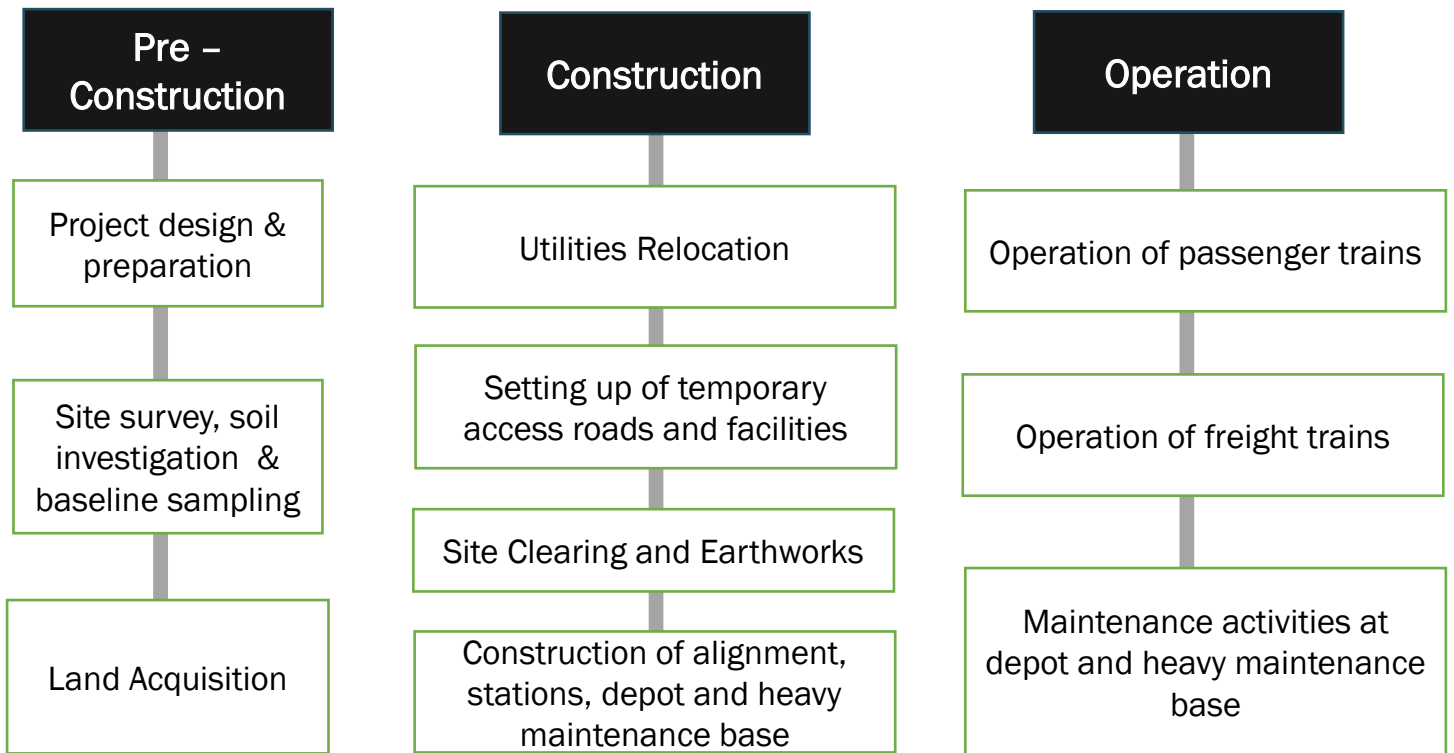 Pre –
Construction
Project design &
preparation
Site survey, soil
investigation &
baseline sampling
Land Acquisition
Construction
Utilities Relocation
Setting up of temporary
access roads and facilities
Site Clearing and Earthworks
Construction of alignment,
stations, depot and heavy
maintenance base
Operation
Operation of passenger trains
Operation of freight trains
Maintenance activities at
depot and heavy maintenance
base